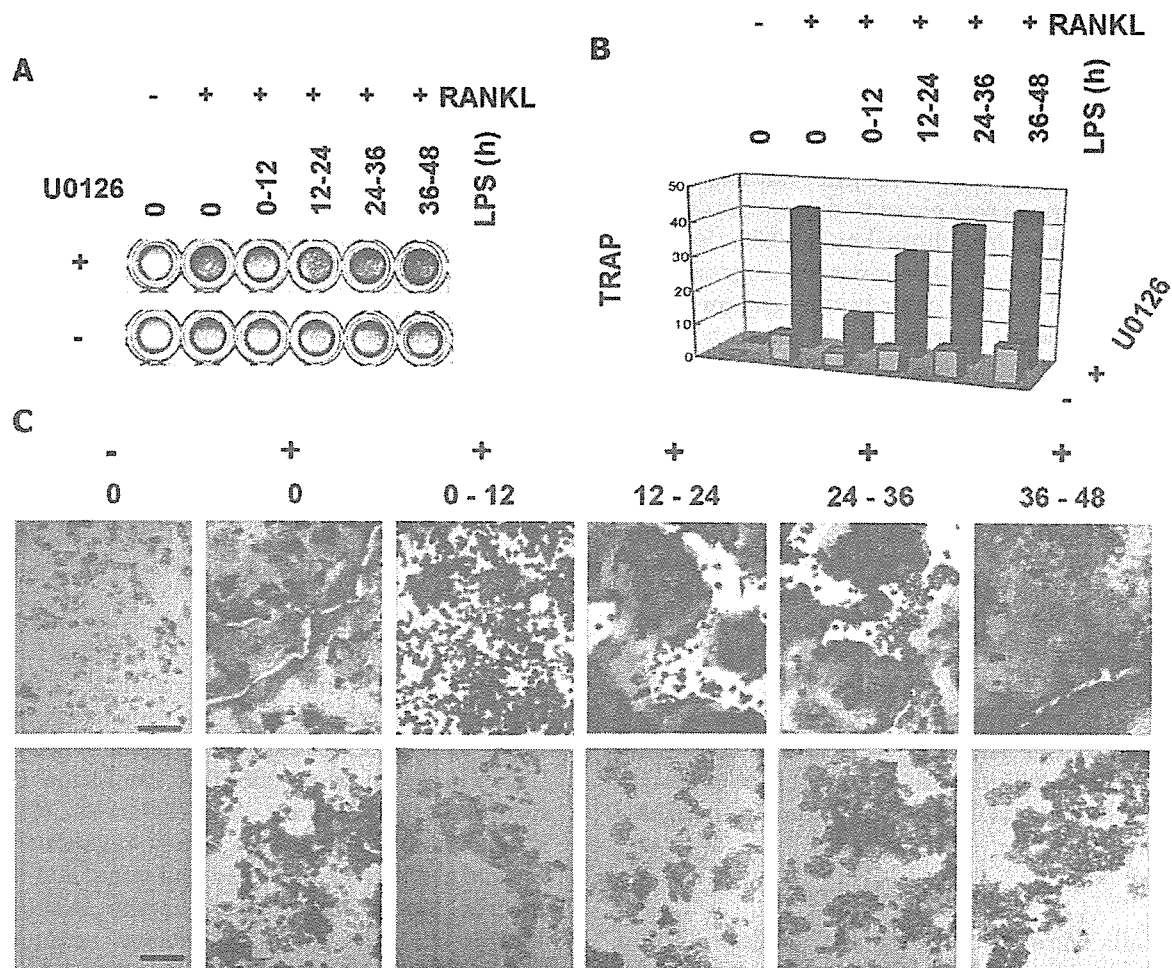 A
- + + + + + RANKL
U0126 0 0 0-12 12-24 24-36 36-48 LPS (h)
+
-
B
- + + + + + RANKL
0 0 0-12 12-24 24-36 36-48 LPS (h)
50
40
30
20
10
0
TRAP
- + U0126
C
- + + + + +
0 0 0 - 12 12 - 24 24 - 36 36 - 48